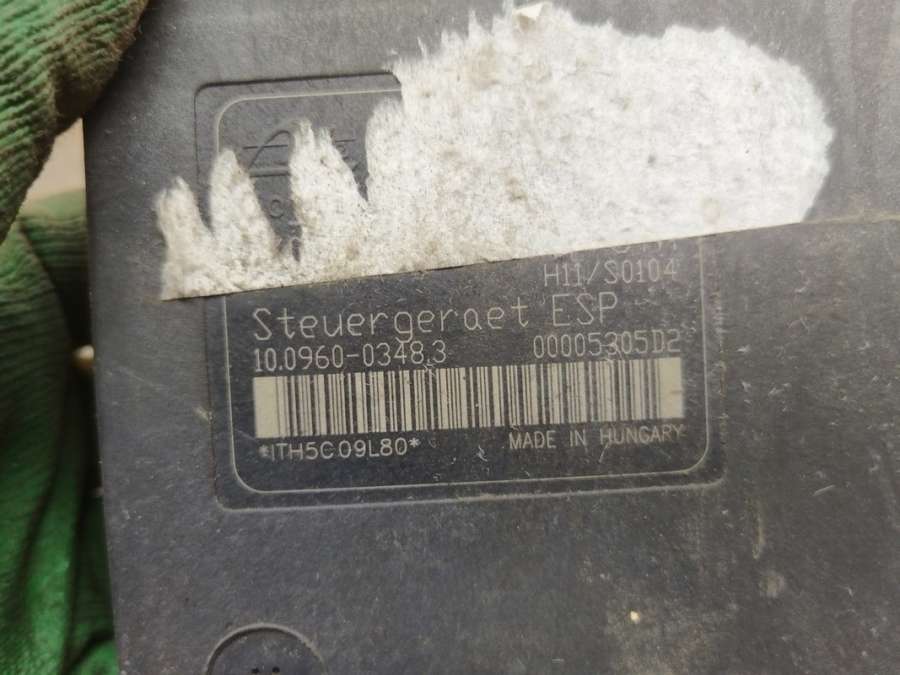 H11/S0104
Steuergeraet ESP
10.0960-0348.3 00005305D2
*ITH5C09L80* MADE IN HUNGARY